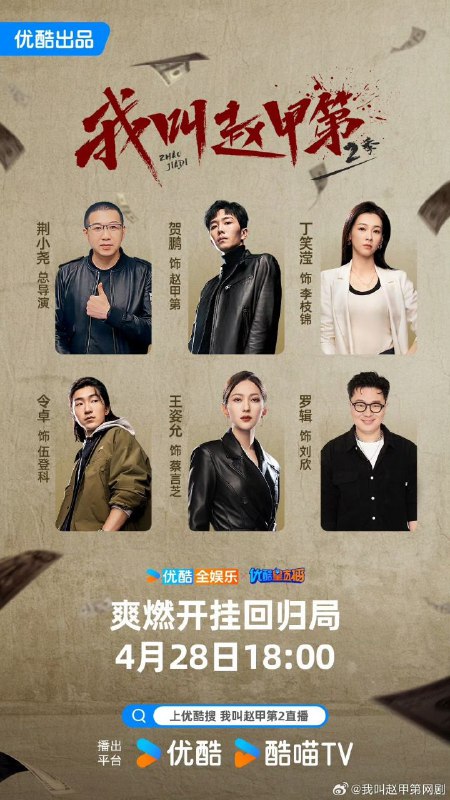 优酷出品
我叫赵甲第
ZHAO
JIADI
2季
荆小尧 总导演
贺鹏 饰 赵甲第
丁笑滢 饰 李枝锦
令卓 饰 伍登科
王姿允 饰 蔡言芝
罗辑 饰 刘欣
优酷全娱乐
爽燃开挂回归局
4月28日18:00
上优酷搜 我叫赵甲第2直播
播出
平台
优酷 酷喵TV
@我叫赵甲第网剧